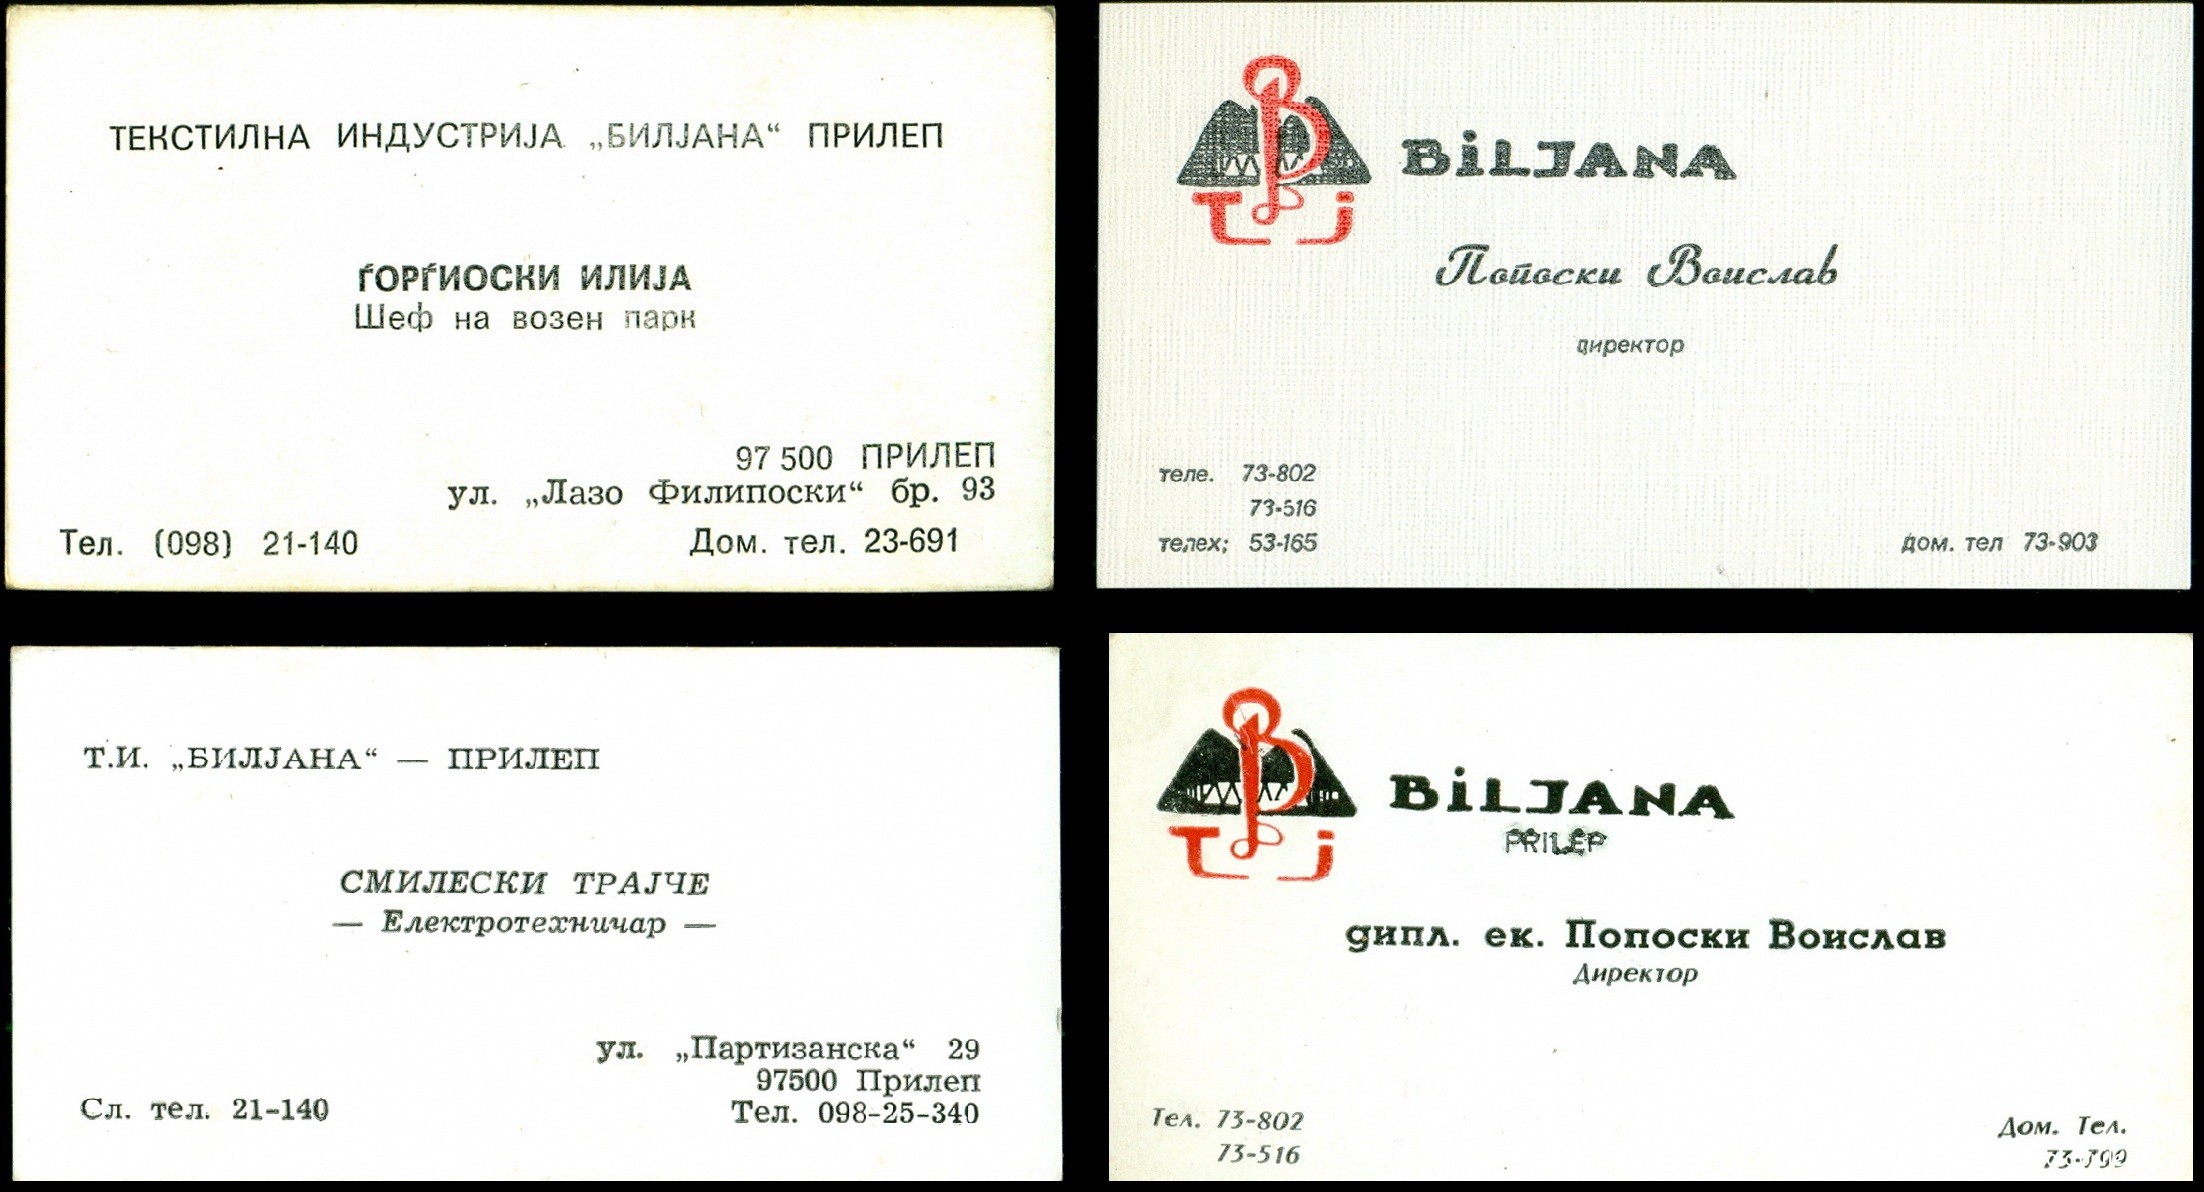 ТЕКСТИЛНА ИНДУСТРИЈА „БИЛЈАНА“ ПРИЛЕП
ЃОРЃИОСКИ ИЛИЈА
Шеф на возен парк
97 500 ПРИЛЕП
ул. „Лазо Филипоски“ бр. 93
Тел. (098) 21-140 Дом. тел. 23-691
BiLJANA
Попоски Воислав
директор
теле. 73-802
73-516
телех; 53-165 дом. тел 73-903
Т.И. „БИЛЈАНА“ — ПРИЛЕП
СМИЛЕСКИ ТРАЈЧЕ
— Електротехничар —
ул. „Партизанска“ 29
97500 Прилеп
Сл. тел. 21-140 Тел. 098-25-340
BiLJANA
PRILEP
дипл. ек. Попоски Воислав
Директор
Тел. 73-802 Дом. Тел.
73-516